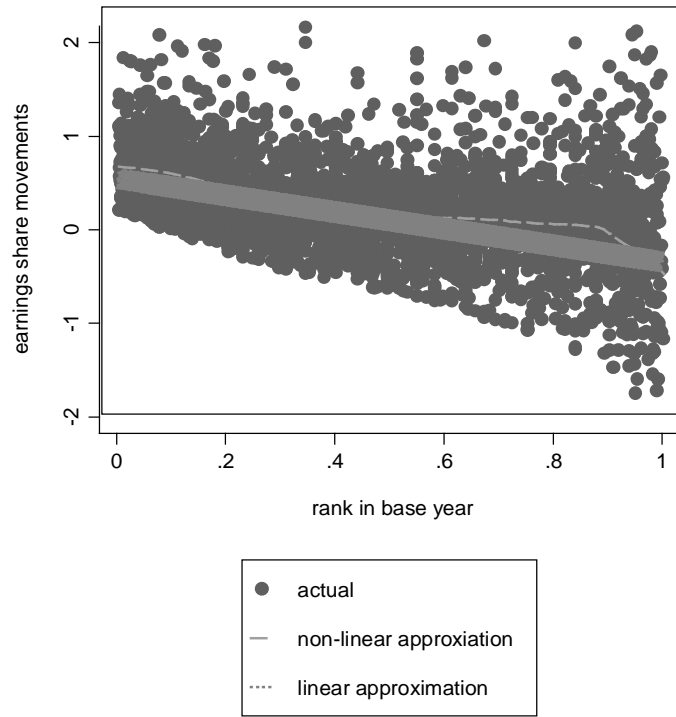 2
1
0
-1
-2
earnings share movements
0 .2 .4 .6 .8 1
rank in base year
actual
non-linear approxiation
linear approximation